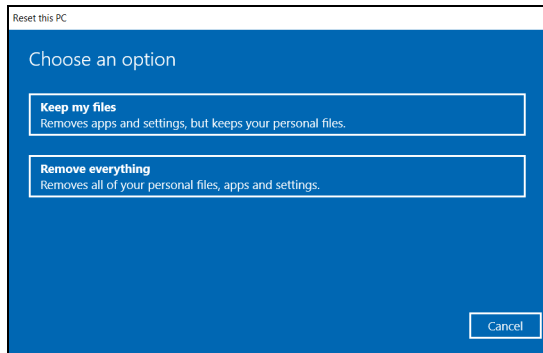 Reset this PC
Choose an option
Keep my files
Removes apps and settings, but keeps your personal files.
Remove everything
Removes all of your personal files, apps and settings.
Cancel